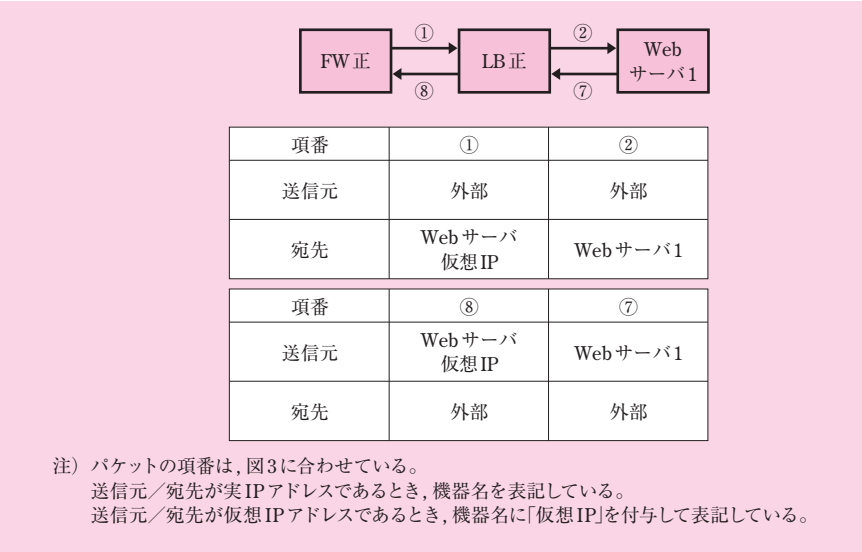 ① ②
FW正 LB正 Web
サーバ1
⑧ ⑦
項番 ① ②
送信元 外部 外部
宛先 Webサーバ
仮想IP Webサーバ1
項番 ⑧ ⑦
送信元 Webサーバ
仮想IP Webサーバ1
宛先 外部 外部
注）パケットの項番は，図3に合わせている。
送信元／宛先が実IPアドレスであるとき，機器名を表記している。
送信元／宛先が仮想IPアドレスであるとき，機器名に「仮想IP」を付与して表記している。